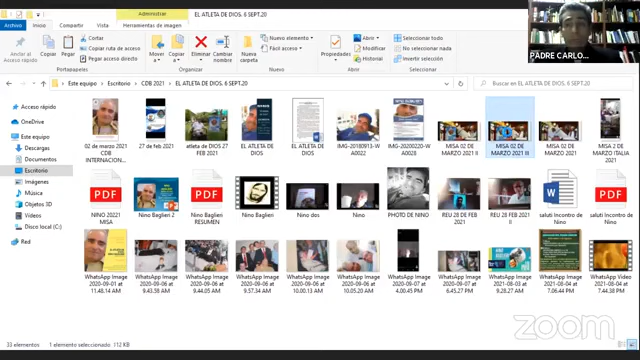 Administrar
EL ATLETA DE DIOS. 6 SEPT.20
Archivo
Inicio
Compartir
Vista
Herramientas de imagen
Anclar al
Acceso rápido
Copiar
Pegar
Cortar
Copiar ruta de acceso
Pegar acceso directo
Mover a
Copiar a
Eliminar
Cambiar
nombre
Nueva
carpeta
Nuevo elemento
Fácil acceso
Propiedades
Abrir
Modificar
Historial
Seleccionar todo
No seleccionar nada
Invertir selección
Portapapeles
Organizar
Nuevo
Abrir
Seleccionar
PADRE CARLO...
Este equipo
Escritorio
CDB 2021
EL ATLETA DE DIOS. 6 SEPT.20
Buscar en EL ATLETA DE DIOS. 6 SEPT.20
Acceso rápido
OneDrive
Este equipo
Descargas
Documentos
Escritorio
Imágenes
Música
Objetos 3D
Vídeos
Disco local (C:)
Red
02 de marzo 2021
CDB
INTERNACION...
27 de feb 2021
atleta de DIOS 27
FEB 2021
EL ATLETA DE
DIOS
EL ATLETA DE
DIOS
IMG-20180913-W
A0022
IMG-20200220-W
A0028
MISA 02 DE
MARZO 2021 II
MISA 02 DE
MARZO 2021 III
MISA 02 DE
MARZO 2021
MISA 2 DE
MARZO ITALIA
2021
PDF
PDF
W
PDF
NINO 20221
MISA
Nino Baglieri 2
Nino Baglieri
RESUMEN
Nino Baglieri
Nino dos
Nino
PHOTO DE NINO
REU 28 DE FEB
2021
REU 28 FEB 2021
II
saluti Incontro de
Nino
saluti Incontro de
Nino
WhatsApp Image
2020-09-01 at
11.48.14 AM
WhatsApp Image
2020-09-06 at
9.43.58 AM
WhatsApp Image
2020-09-06 at
9.44.05 AM
WhatsApp Image
2020-09-06 at
9.57.34 AM
WhatsApp Image
2020-09-06 at
10.00.13 AM
WhatsApp Image
2020-09-06 at
10.05.20 AM
WhatsApp Image
2020-09-07 at
4.00.45 PM
WhatsApp Image
2020-09-07 at
6.45.27 PM
WhatsApp Image
2021-08-03 at
9.28.27 AM
WhatsApp Image
2021-08-04 at
7.06.44 PM
WhatsApp Video
2021-08-04 at
7.44.38 PM
33 elementos
1 elemento seleccionado 112 KB
zoom